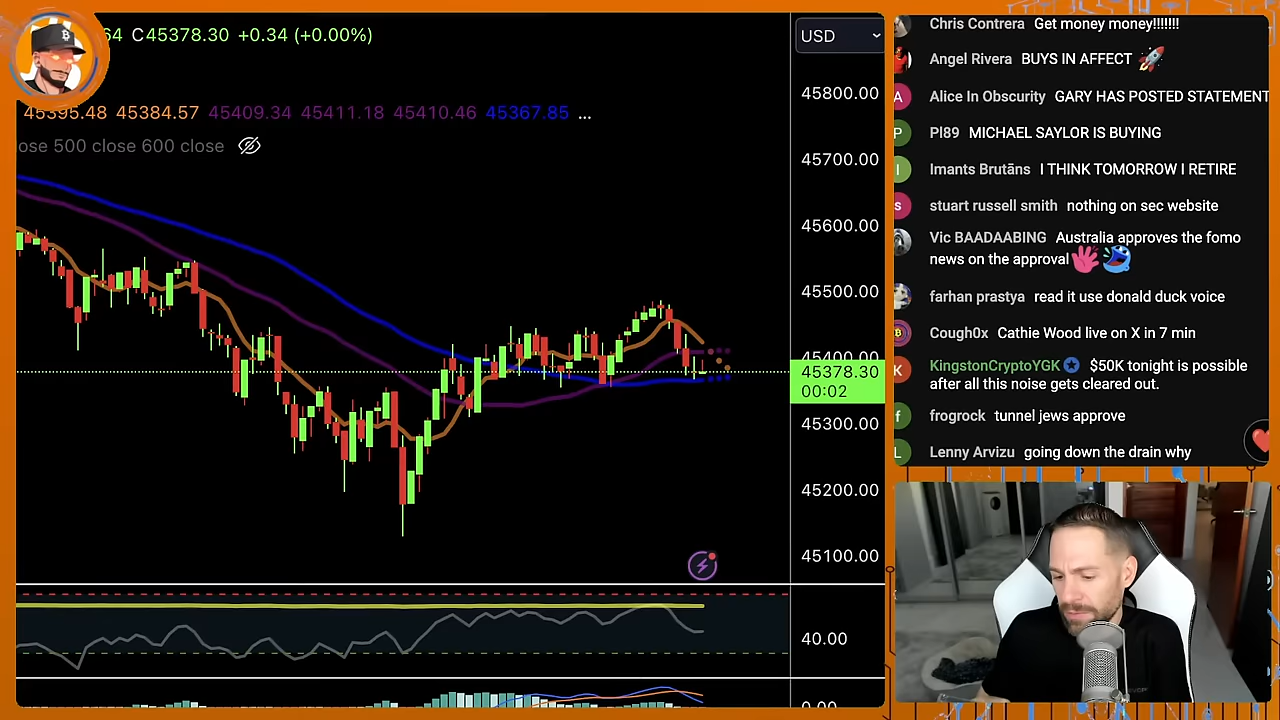 64 C45378.30 +0.34 (+0.00%)
45395.48 45384.57 45409.34 45411.18 45410.46 45367.85 ...
ose 500 close 600 close
USD
45800.00
45700.00
45600.00
45500.00
45400.00
45378.30
00:02
45300.00
45200.00
45100.00
40.00
0.00
Chris Contrera Get money money!!!!!!!
Angel Rivera BUYS IN AFFECT
A Alice In Obscurity GARY HAS POSTED STATEMENT
P Pl89 MICHAEL SAYLOR IS BUYING
I Imants Brutāns I THINK TOMORROW I RETIRE
s stuart russell smith nothing on sec website
Vic BAADAABING Australia approves the fomo
news on the approval
farhan prastya read it use donald duck voice
Cough0x Cathie Wood live on X in 7 min
K KingstonCryptoYGK $50K tonight is possible
after all this noise gets cleared out.
f frogrock tunnel jews approve
L Lenny Arvizu going down the drain why